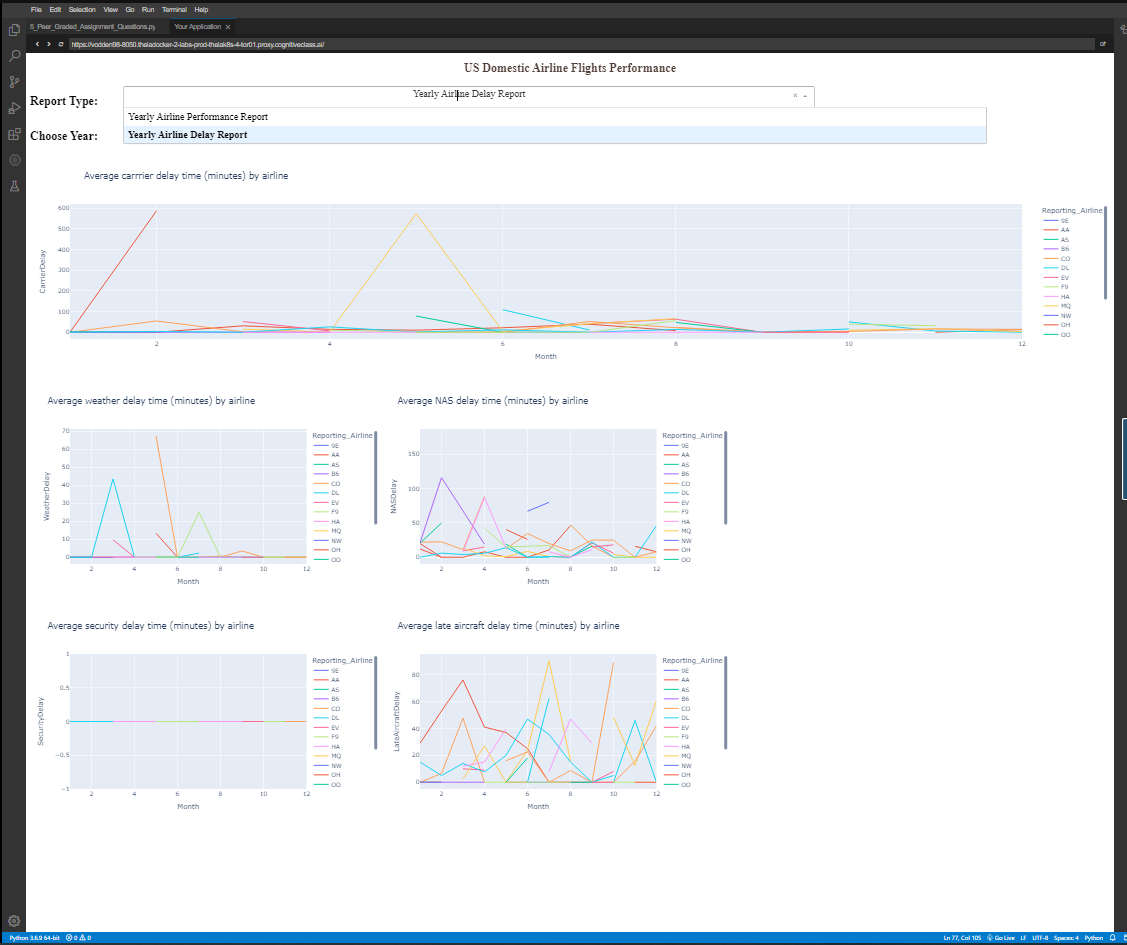 File Edit Selection View Go Run Terminal Help
5_Peer_Graded_Assignment_Questions.py Your Application ×
https://vodden98-8050.theiadocker-2-labs-prod-theiak8s-4-tor01.proxy.cognitiveclass.ai/
US Domestic Airline Flights Performance
Report Type:
Yearly Airline Delay Report ×
Yearly Airline Performance Report
Choose Year:
Yearly Airline Delay Report
Average carrrier delay time (minutes) by airline
CarrierDelay
600
500
400
300
200
100
0
2 4 6 8 10 12
Month
Reporting_Airline
9E
AA
AS
B6
CO
DL
EV
F9
HA
MQ
NW
OH
OO
Average weather delay time (minutes) by airline
WeatherDelay
70
60
50
40
30
20
10
0
2 4 6 8 10 12
Month
Reporting_Airline
9E
AA
AS
B6
CO
DL
EV
F9
HA
MQ
NW
OH
OO
Average NAS delay time (minutes) by airline
NASDelay
150
100
50
0
2 4 6 8 10 12
Month
Reporting_Airline
9E
AA
AS
B6
CO
DL
EV
F9
HA
MQ
NW
OH
OO
Average security delay time (minutes) by airline
SecurityDelay
1
0.5
0
−0.5
−1
2 4 6 8 10 12
Month
Reporting_Airline
9E
AA
AS
B6
CO
DL
EV
F9
HA
MQ
NW
OH
OO
Average late aircraft delay time (minutes) by airline
LateAircraftDelay
80
60
40
20
0
2 4 6 8 10 12
Month
Reporting_Airline
9E
AA
AS
B6
CO
DL
EV
F9
HA
MQ
NW
OH
OO
Python 3.6.9 64-bit 0 0 Ln 77, Col 105 Go Live LF UTF-8 Spaces: 4 Python